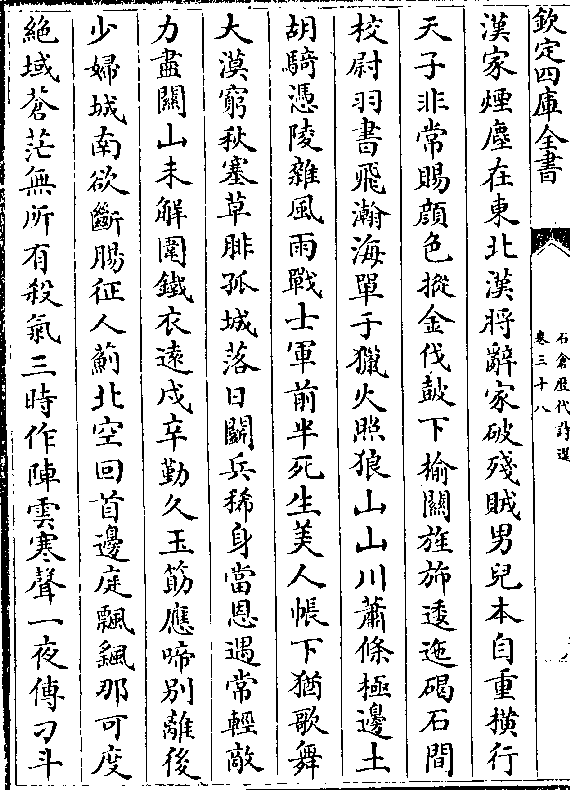 欽定四庫全書
石倉歷代詩選
卷三十八
漢家煙塵在東北漢將辭家破殘賊男兒本自重横行
天子非常賜顔色摐金伐鼔下榆關旌斾逶迤碣石間
校尉羽書飛瀚海單于獵火照狼山山川蕭條極邊土
胡騎憑陵雜風雨戰士軍前半死生美人帳下猶歌舞
大漠窮秋塞草腓孤城落日鬭兵稀身當恩遇常輕敵
力盡關山未解圍鐵衣遠戍辛勤久玉筯應啼别離後
少婦城南欲斷腸征人薊北空回首邊庭飄飖那可度
絶域蒼茫無所有殺氣三時作陣雲寒聲一夜傳刁斗